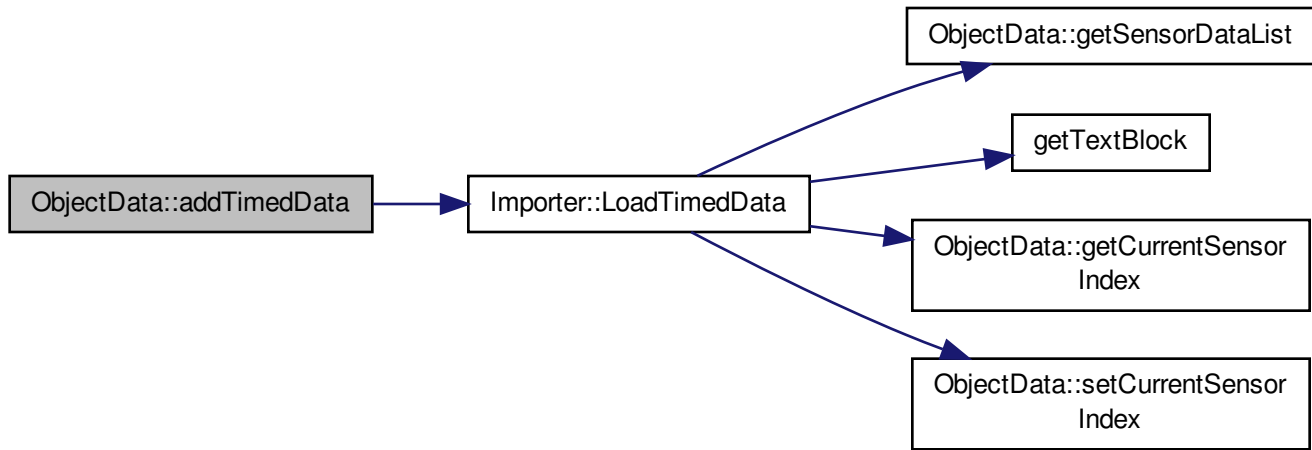 ObjectData::addTimedData
Importer::LoadTimedData
ObjectData::getSensorDataList
getTextBlock
ObjectData::getCurrentSensor
Index
ObjectData::setCurrentSensor
Index